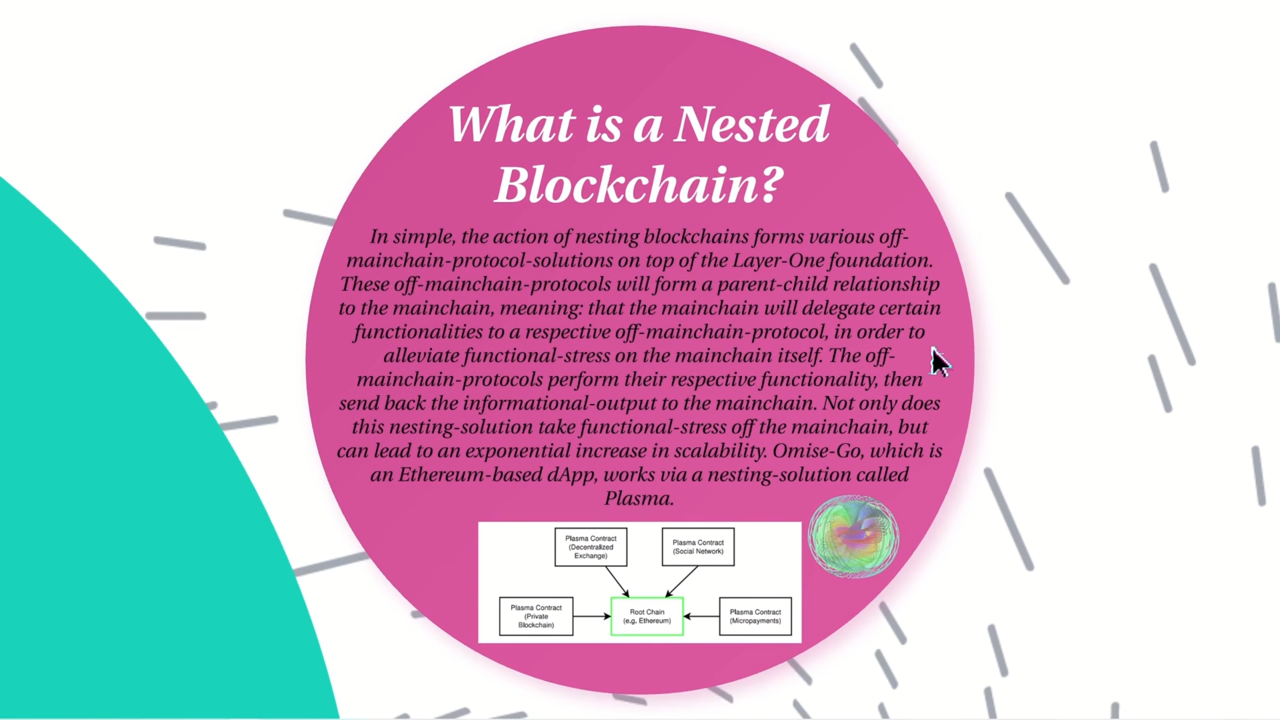 What is a Nested
Blockchain?
In simple, the action of nesting blockchains forms various off-
mainchain-protocol-solutions on top of the Layer-One foundation.
These off-mainchain-protocols will form a parent-child relationship
to the mainchain, meaning: that the mainchain will delegate certain
functionalities to a respective off-mainchain-protocol, in order to
alleviate functional-stress on the mainchain itself. The off-
mainchain-protocols perform their respective functionality, then
send back the informational-output to the mainchain. Not only does
this nesting-solution take functional-stress off the mainchain, but
can lead to an exponential increase in scalability. Omise-Go, which is
an Ethereum-based dApp, works via a nesting-solution called
Plasma.
Plasma Contract
(Decentralized
Exchange)
Plasma Contract
(Social Network)
Plasma Contract
(Private
Blockchain)
Root Chain
(e.g, Ethereum)
Plasma Contract
(Micropayments)